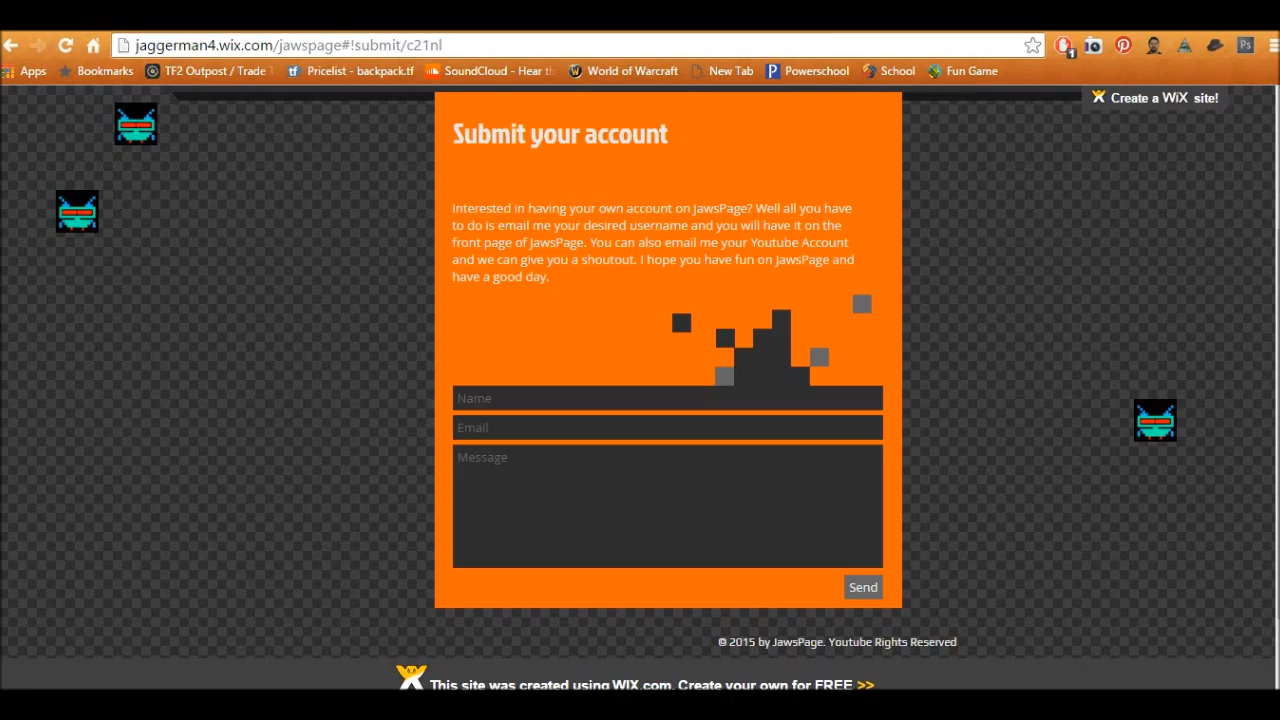 jaggerman4.wix.com/jawspage#!submit/c21nl
1
Ps
Apps Bookmarks TF2 Outpost / Trade tf Pricelist - backpack.tf SoundCloud - Hear th World of Warcraft New Tab P Powerschool School Fun Game
Create a WiX site!
Submit your account
Interested in having your own account on JawsPage? Well all you have
to do is email me your desired username and you will have it on the
front page of JawsPage. You can also email me your Youtube Account
and we can give you a shoutout. I hope you have fun on JawsPage and
have a good day.
Name
Email
Message
Send
© 2015 by JawsPage. Youtube Rights Reserved
This site was created using WIX.com. Create your own for FREE >>